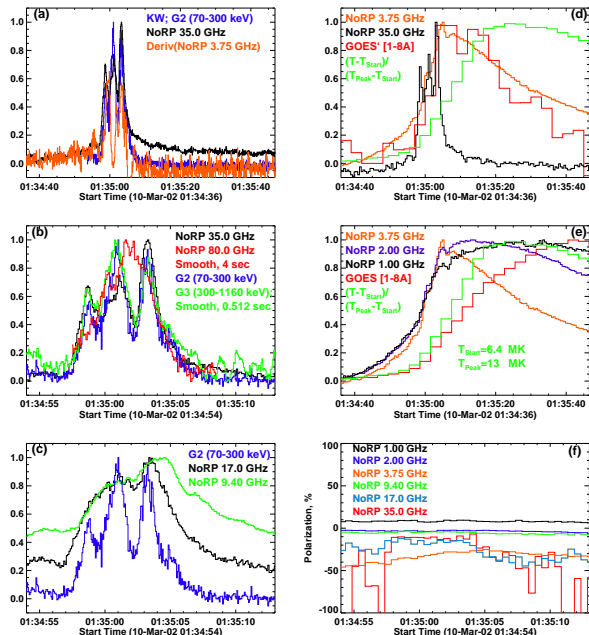 (a)
KW; G2 (70-300 keV)
NoRP 35.0 GHz
Deriv(NoRP 3.75 GHz)
1.0
0.8
0.6
0.4
0.2
0.0
01:34:40 01:35:00 01:35:20 01:35:40
Start Time (10-Mar-02 01:34:36)
(d)
NoRP 3.75 GHz
NoRP 35.0 GHz
GOES' [1-8A]
(T-TStart)/
(TPeak-TStart)
1.0
0.8
0.6
0.4
0.2
0.0
01:34:40 01:35:00 01:35:20 01:35:40
Start Time (10-Mar-02 01:34:36)
(b)
NoRP 35.0 GHz
NoRP 80.0 GHz
Smooth, 4 sec
G2 (70-300 keV)
G3 (300-1160 keV)
Smooth, 0.512 sec
1.0
0.8
0.6
0.4
0.2
0.0
01:34:55 01:35:00 01:35:05 01:35:10
Start Time (10-Mar-02 01:34:54)
(e)
NoRP 3.75 GHz
NoRP 2.00 GHz
NoRP 1.00 GHz
GOES [1-8A]
(T-TStart)/
(TPeak-TStart)
TStart=6.4 MK
TPeak=13 MK
1.0
0.8
0.6
0.4
0.2
0.0
01:34:40 01:35:00 01:35:20 01:35:40
Start Time (10-Mar-02 01:34:36)
(c)
G2 (70-300 keV)
NoRP 17.0 GHz
NoRP 9.40 GHz
1.0
0.8
0.6
0.4
0.2
0.0
01:34:55 01:35:00 01:35:05 01:35:10
Start Time (10-Mar-02 01:34:54)
(f)
NoRP 1.00 GHz
NoRP 2.00 GHz
NoRP 3.75 GHz
NoRP 9.40 GHz
NoRP 17.0 GHz
NoRP 35.0 GHz
Polarization, %
100
50
0
-50
-100
01:34:55 01:35:00 01:35:05 01:35:10
Start Time (10-Mar-02 01:34:54)